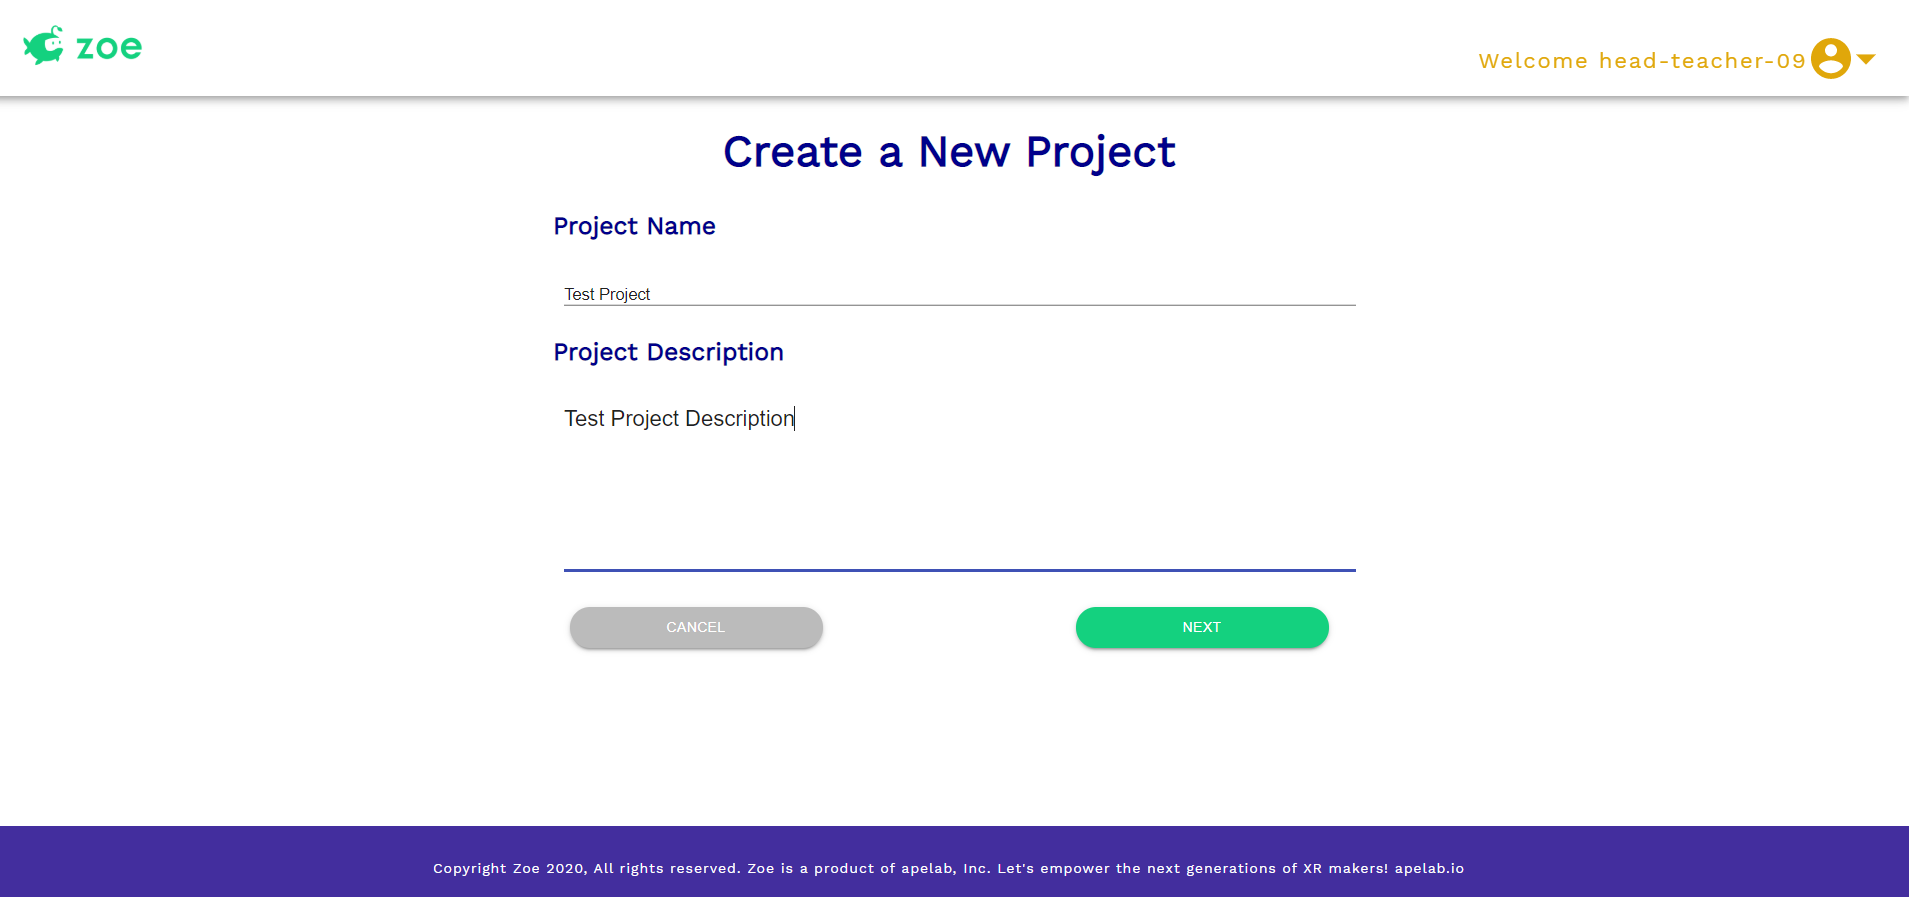 zoe
Welcome head-teacher-09
Create a New Project
Project Name
Test Project
Project Description
Test Project Description
CANCEL
NEXT
Copyright Zoe 2020, All rights reserved. Zoe is a product of apelab, Inc. Let's empower the next generations of XR makers! apelab.io